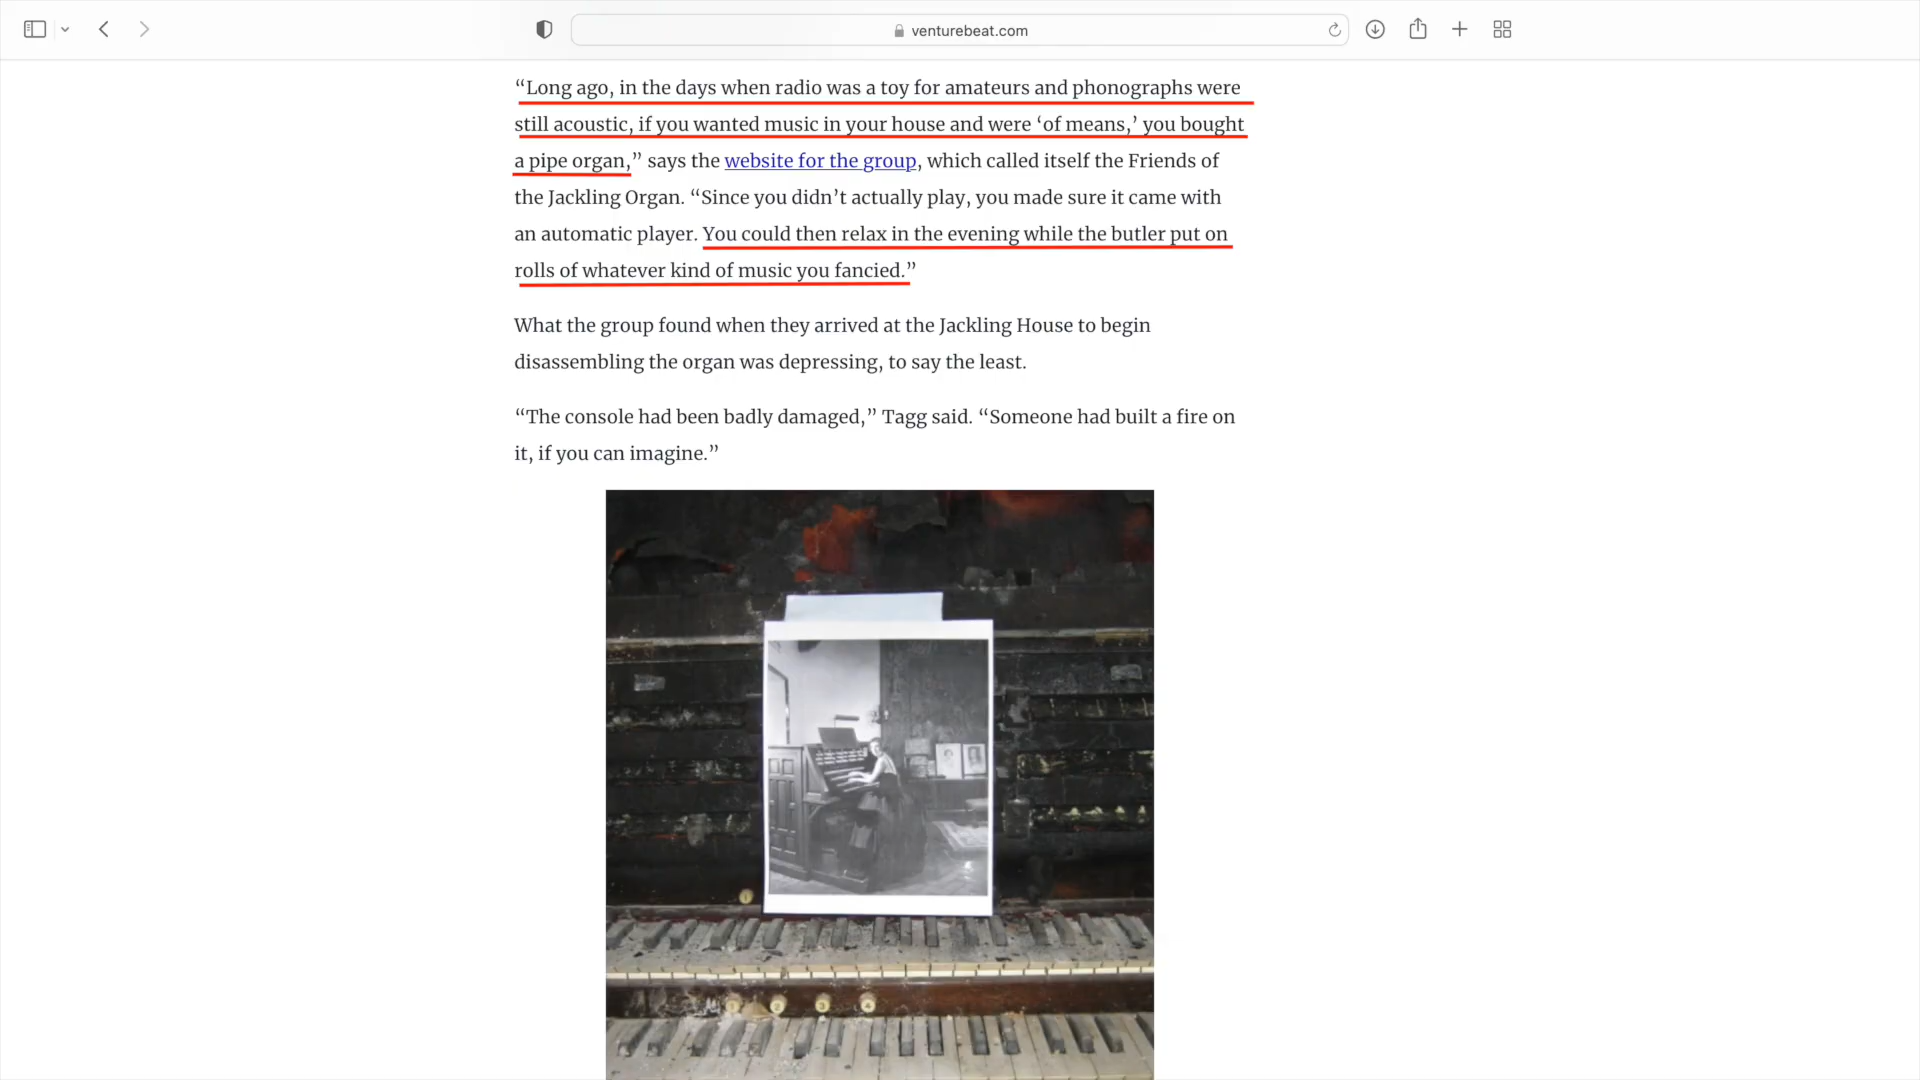 venturebeat.com
“Long ago, in the days when radio was a toy for amateurs and phonographs were
still acoustic, if you wanted music in your house and were ‘of means,’ you bought
a pipe organ,” says the website for the group, which called itself the Friends of
the Jackling Organ. “Since you didn’t actually play, you made sure it came with
an automatic player. You could then relax in the evening while the butler put on
rolls of whatever kind of music you fancied.”
What the group found when they arrived at the Jackling House to begin
disassembling the organ was depressing, to say the least.
“The console had been badly damaged,” Tagg said. “Someone had built a fire on
it, if you can imagine.”
1
1 2 3 4